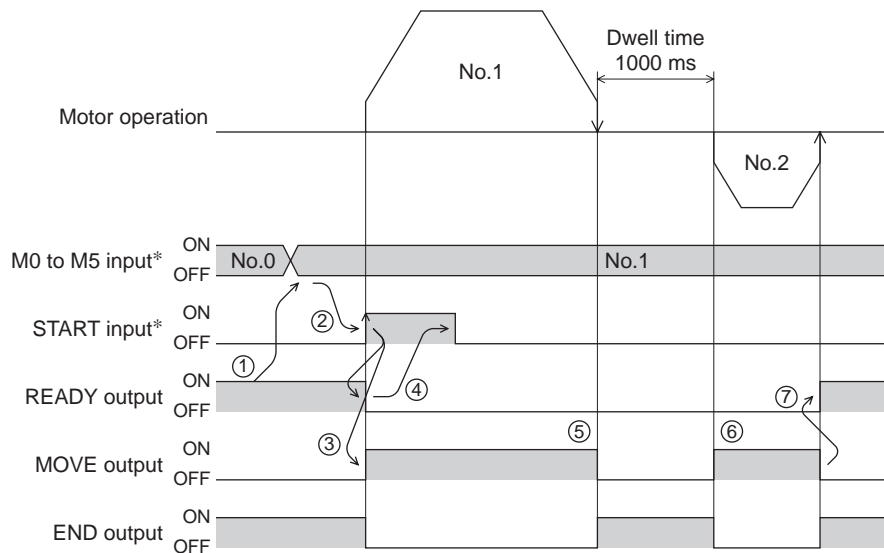 Dwell time
1000 ms
No.1
Motor operation
No.2
M0 to M5 input*
ON
OFF
No.0
No.1
START input*
ON
OFF
②
①
④
READY output
ON
OFF
⑦
③
⑤
⑥
MOVE output
ON
OFF
END output
ON
OFF